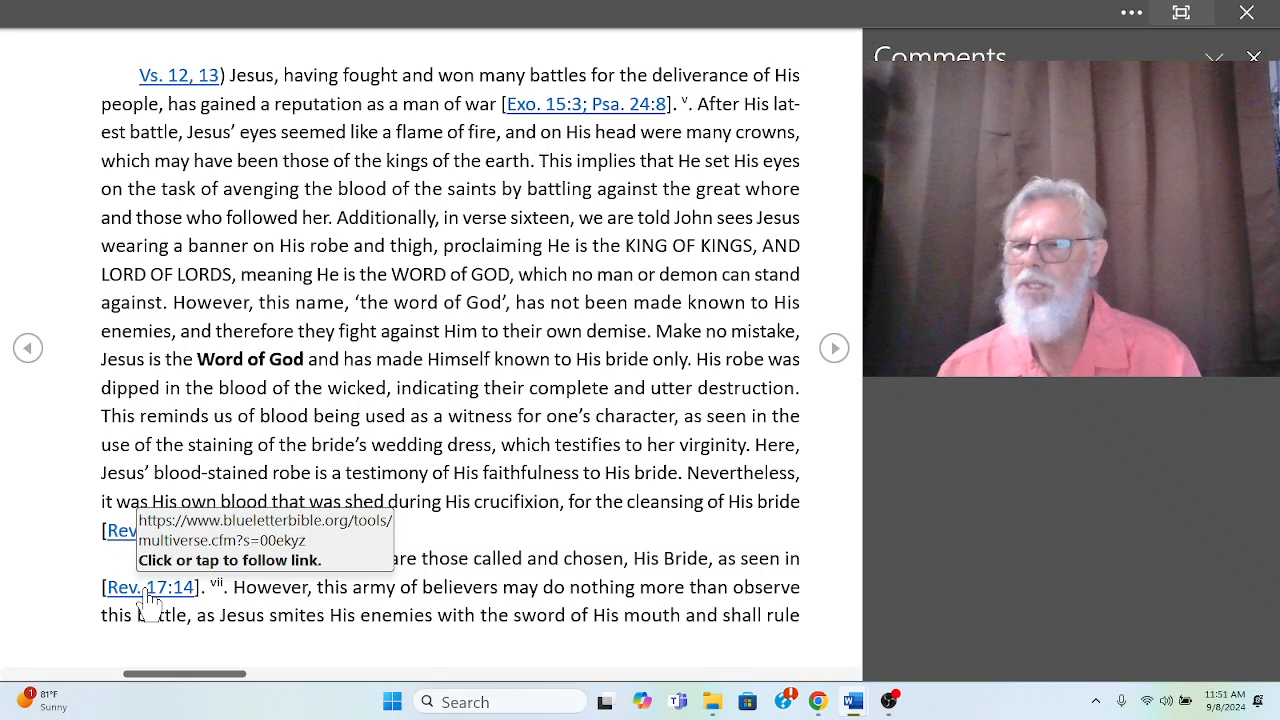 Comments
Vs. 12, 13) Jesus, having fought and won many battles for the deliverance of His
people, has gained a reputation as a man of war [Exo. 15:3; Psa. 24:8]. v. After His lat-
est battle, Jesus’ eyes seemed like a flame of fire, and on His head were many crowns,
which may have been those of the kings of the earth. This implies that He set His eyes
on the task of avenging the blood of the saints by battling against the great whore
and those who followed her. Additionally, in verse sixteen, we are told John sees Jesus
wearing a banner on His robe and thigh, proclaiming He is the KING OF KINGS, AND
LORD OF LORDS, meaning He is the WORD of GOD, which no man or demon can stand
against. However, this name, ‘the word of God’, has not been made known to His
enemies, and therefore they fight against Him to their own demise. Make no mistake,
Jesus is the Word of God and has made Himself known to His bride only. His robe was
dipped in the blood of the wicked, indicating their complete and utter destruction.
This reminds us of blood being used as a witness for one’s character, as seen in the
use of the staining of the bride’s wedding dress, which testifies to her virginity. Here,
Jesus’ blood-stained robe is a testimony of His faithfulness to His bride. Nevertheless,
it was His own blood that was shed during His crucifixion, for the cleansing of His bride
[Rev
https://www.blueletterbible.org/tools/
multiverse.cfm?s=00ekyz
Click or tap to follow link.
are those called and chosen, His Bride, as seen in
[Rev. 17:14]. vii. However, this army of believers may do nothing more than observe
this battle, as Jesus smites His enemies with the sword of His mouth and shall rule
1
81°F
Sunny
Search
11:51 AM
9/8/2024